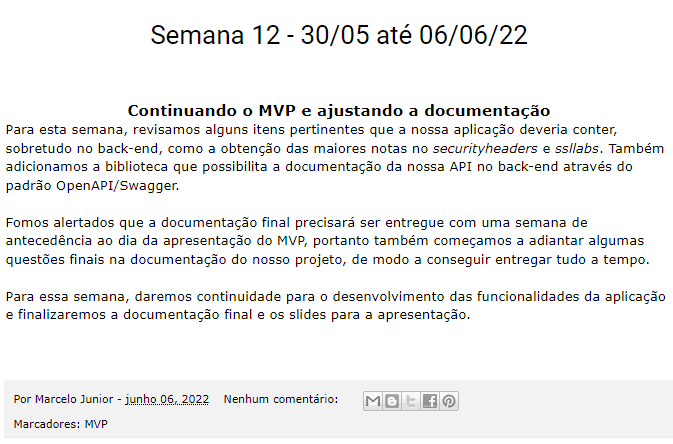 Semana 12 - 30/05 até 06/06/22
Continuando o MVP e ajustando a documentação
Para esta semana, revisamos alguns itens pertinentes que a nossa aplicação deveria conter,
sobretudo no back-end, como a obtenção das maiores notas no securityheaders e ssllabs. Também
adicionamos a biblioteca que possibilita a documentação da nossa API no back-end através do
padrão OpenAPI/Swagger.
Fomos alertados que a documentação final precisará ser entregue com uma semana de
antecedência ao dia da apresentação do MVP, portanto também começamos a adiantar algumas
questões finais na documentação do nosso projeto, de modo a conseguir entregar tudo a tempo.
Para essa semana, daremos continuidade para o desenvolvimento das funcionalidades da aplicação
e finalizaremos a documentação final e os slides para a apresentação.
Por Marcelo Junior - junho 06, 2022 Nenhum comentário:
Marcadores: MVP